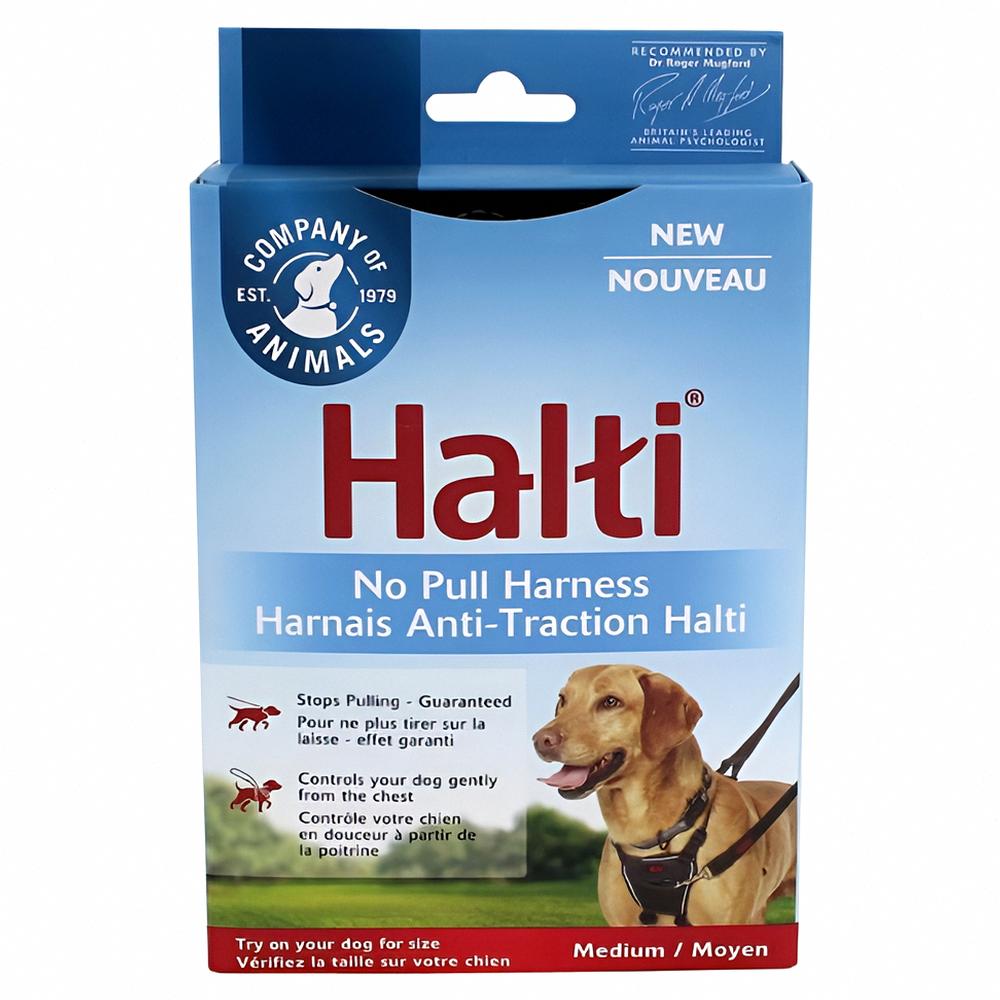 RECOMMENDED BY
Dr Roger Mugford
BRITAIN'S LEADING
ANIMAL PSYCHOLOGIST
COMPANY OF
EST. 1979
ANIMALS
NEW
NOUVEAU
Halti®
No Pull Harness
Harnais Anti-Traction Halti
Stops Pulling - Guaranteed
Pour ne plus tirer sur la
laisse - effet garanti
Controls your dog gently
from the chest
Contrôle votre chien
en douceur à partir de
la poitrine
Try on your dog for size
Vérifiez la taille sur votre chien
Medium / Moyen